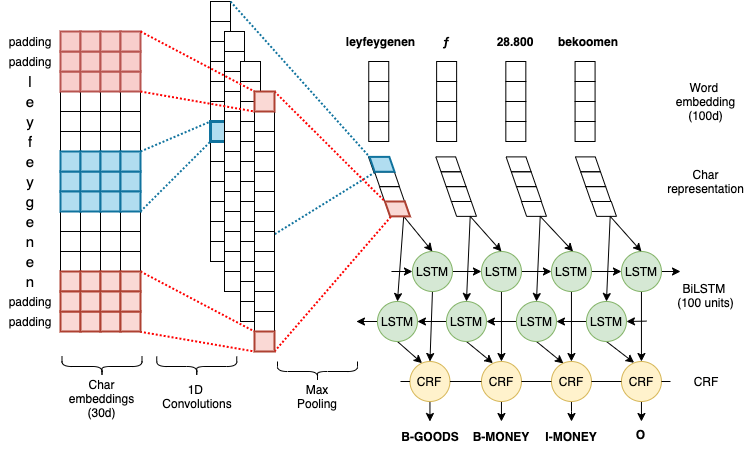 leyfeygenen ƒ 28.800 bekoomen
padding
padding
l
e
y
f
e
y
g
e
n
e
n
padding
padding
Word
embedding
(100d)
Char
representation
LSTM LSTM LSTM LSTM
BiLSTM
(100 units)
LSTM LSTM LSTM LSTM
CRF CRF CRF CRF CRF
Char
embeddings
(30d)
1D
Convolutions
Max
Pooling
B-GOODS B-MONEY I-MONEY O